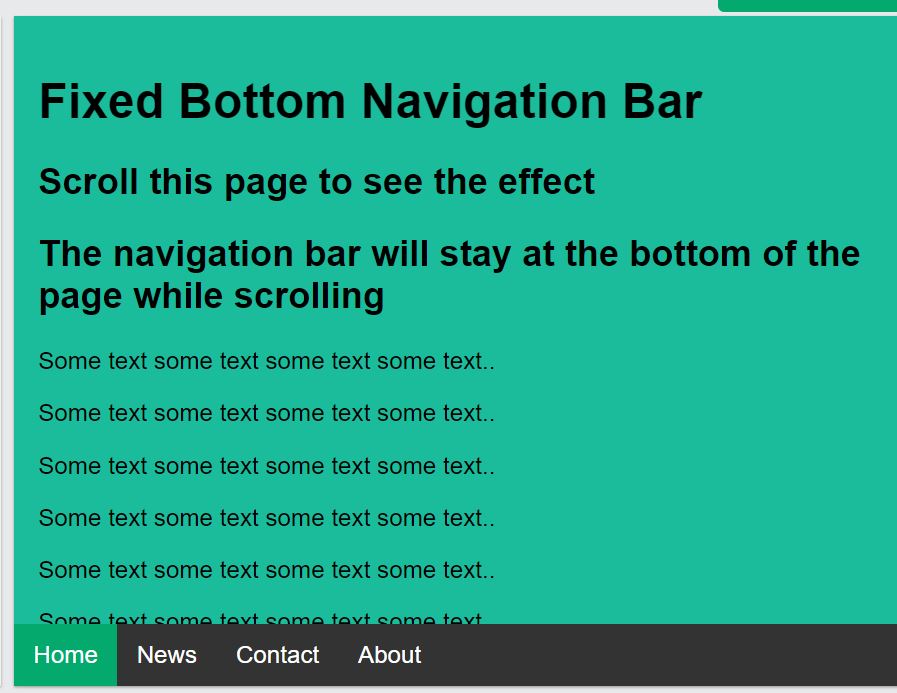 Fixed Bottom Navigation Bar
Scroll this page to see the effect
The navigation bar will stay at the bottom of the
page while scrolling
Some text some text some text some text..
Some text some text some text some text..
Some text some text some text some text..
Some text some text some text some text..
Some text some text some text some text..
Some text some text some text some text
Home News Contact About